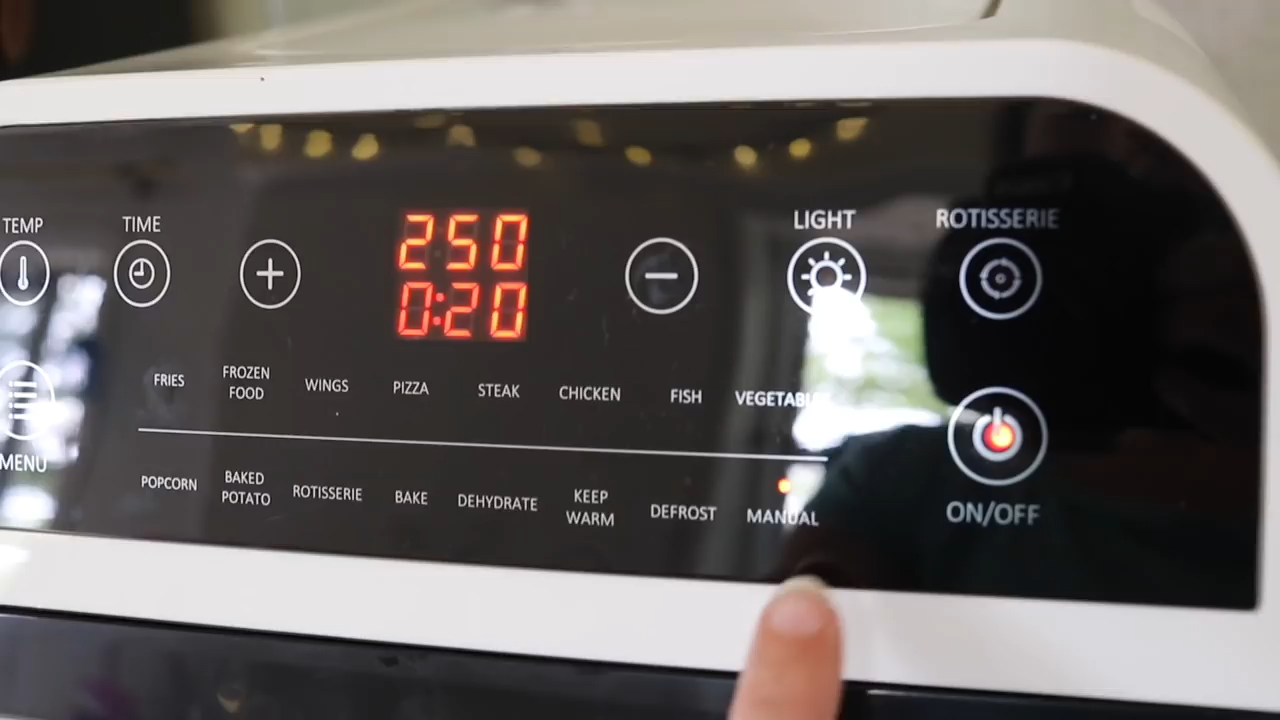 TEMP
TIME
250
0:20
LIGHT
ROTISSERIE
FRIES
FROZEN
FOOD
WINGS
PIZZA
STEAK
CHICKEN
FISH
VEGETABL
MENU
POPCORN
BAKED
POTATO
ROTISSERIE
BAKE
DEHYDRATE
KEEP
WARM
DEFROST
MANUAL
ON/OFF